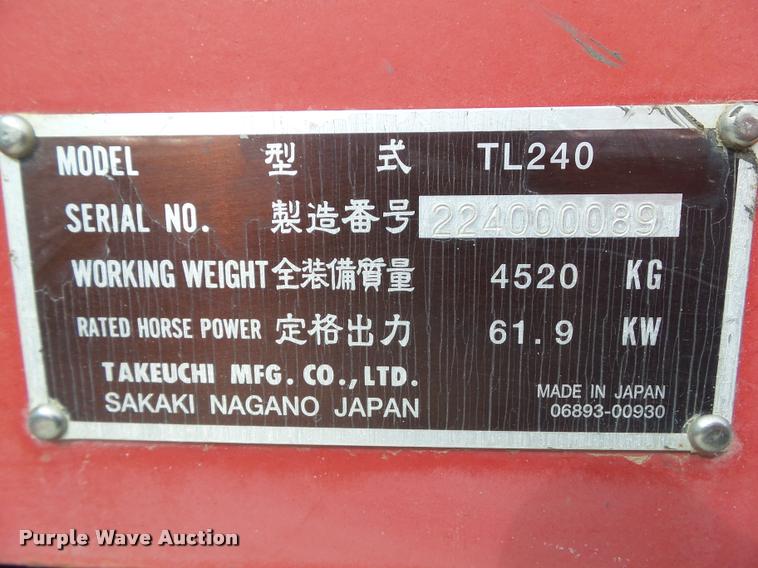 MODEL 型式 TL240
SERIAL NO. 製造番号 224000089
WORKING WEIGHT 全装備質量 4520 KG
RATED HORSE POWER 定格出力 61.9 KW
TAKEUCHI MFG. CO., LTD.
SAKAKI NAGANO JAPAN
MADE IN JAPAN
06893-00930
Purple Wave Auction